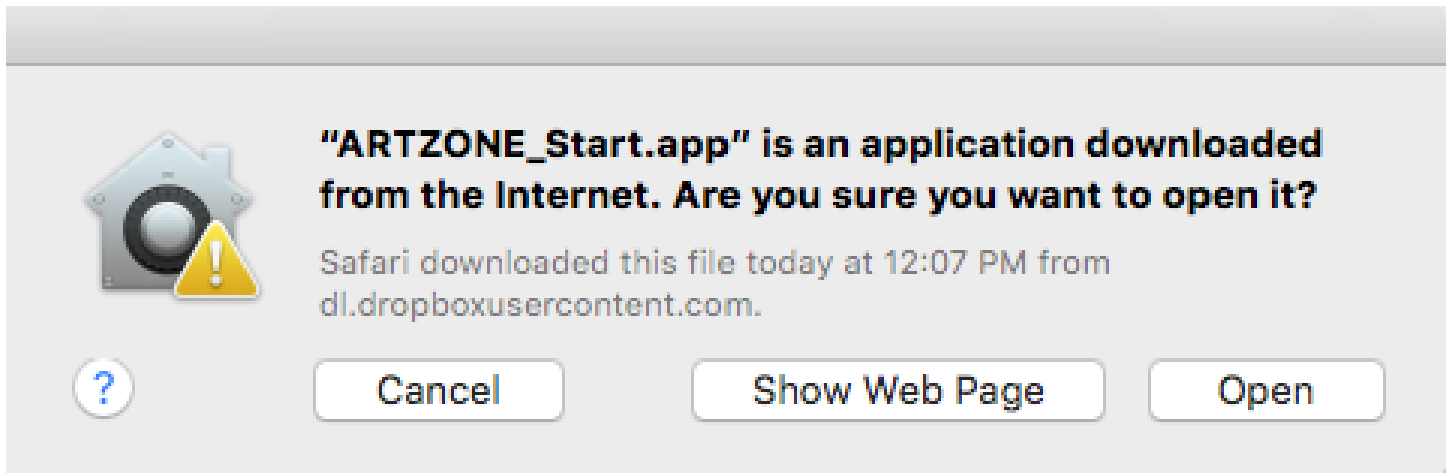 “ARTZONE_Start.app” is an application downloaded
from the Internet. Are you sure you want to open it?
Safari downloaded this file today at 12:07 PM from
dl.dropboxusercontent.com.
? Cancel Show Web Page Open